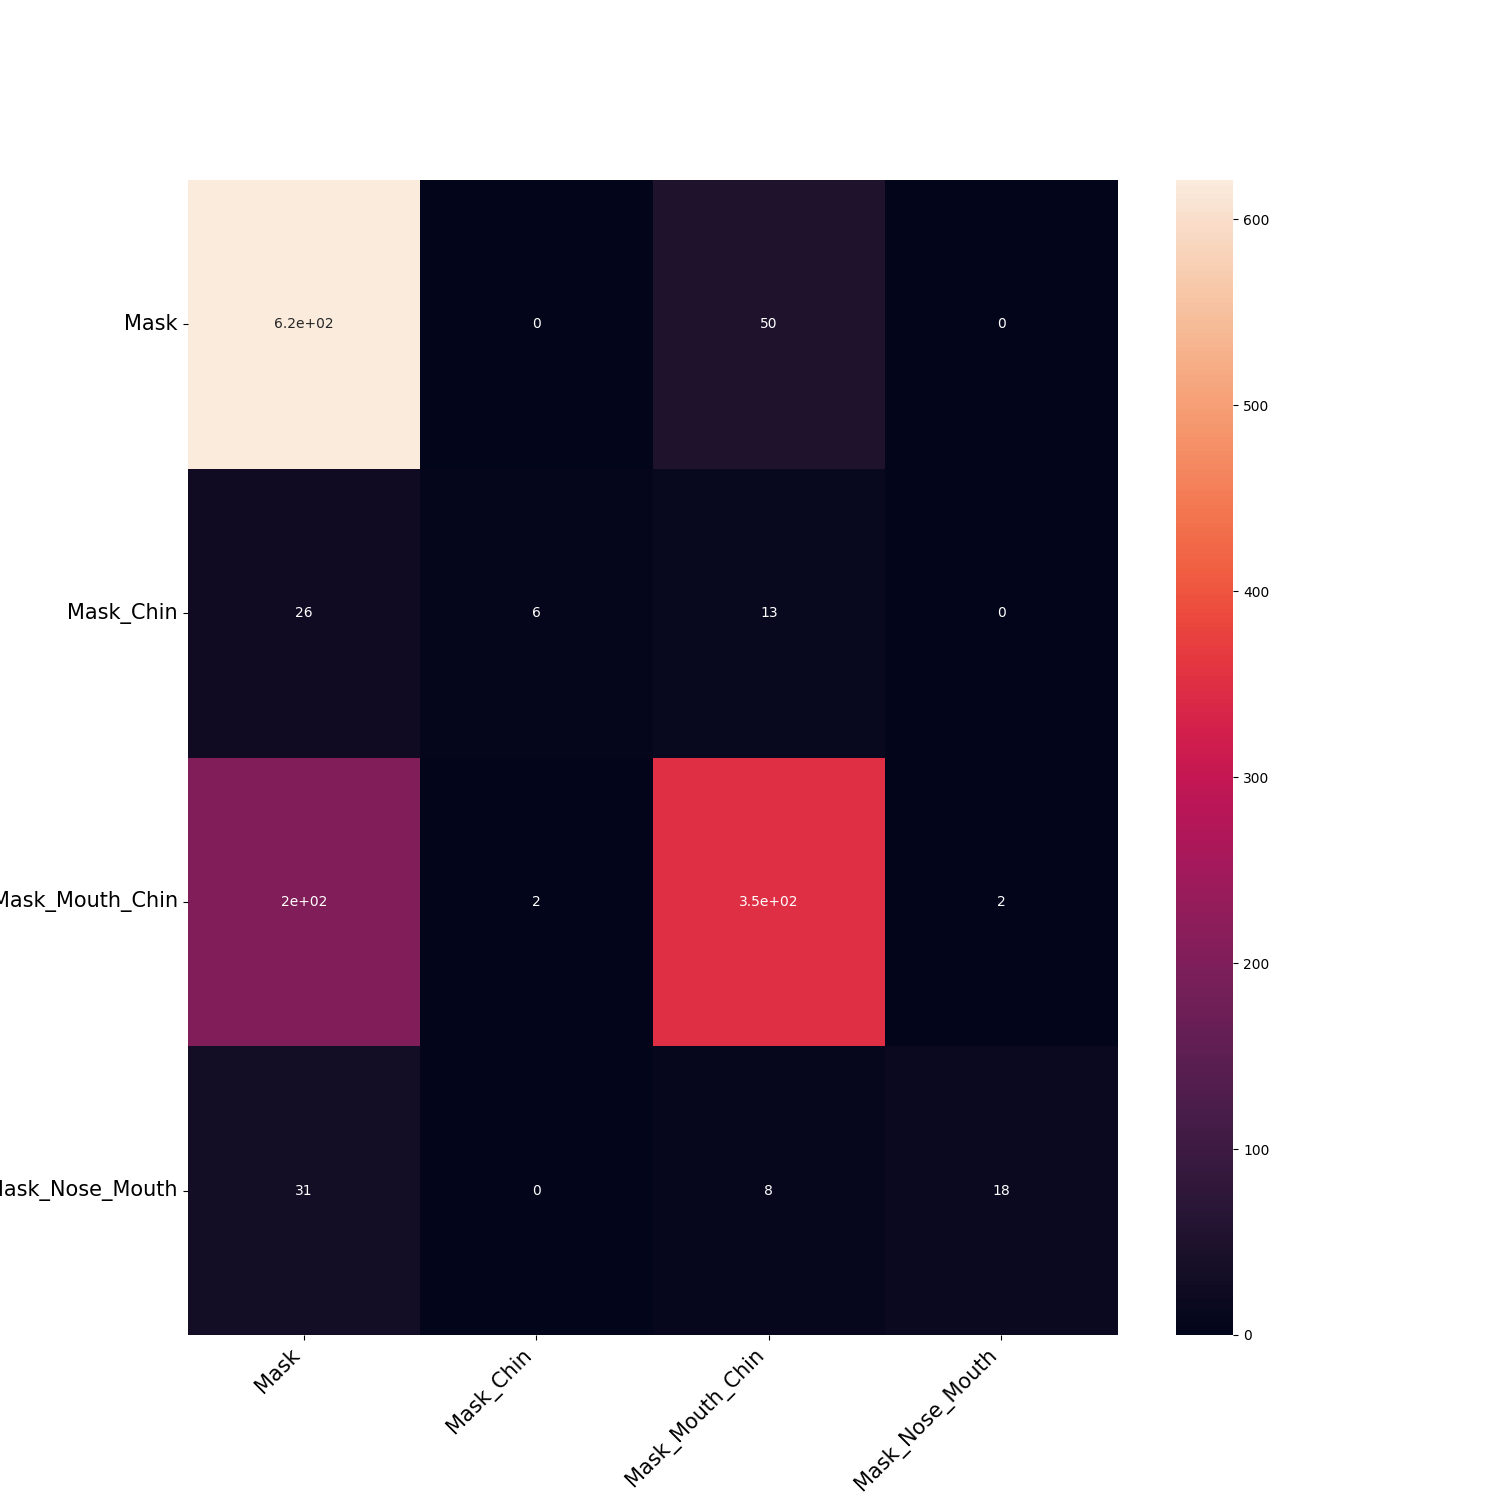 600
Mask 6.2e+02 0 50 0
500
400
Mask_Chin 26 6 13 0
300
Mask_Mouth_Chin 2e+02 2 3.5e+02 2
200
100
ask_Nose_Mouth 31 0 8 18
0
Mask
Mask_Chin
Mask_Mouth_Chin
Mask_Nose_Mouth